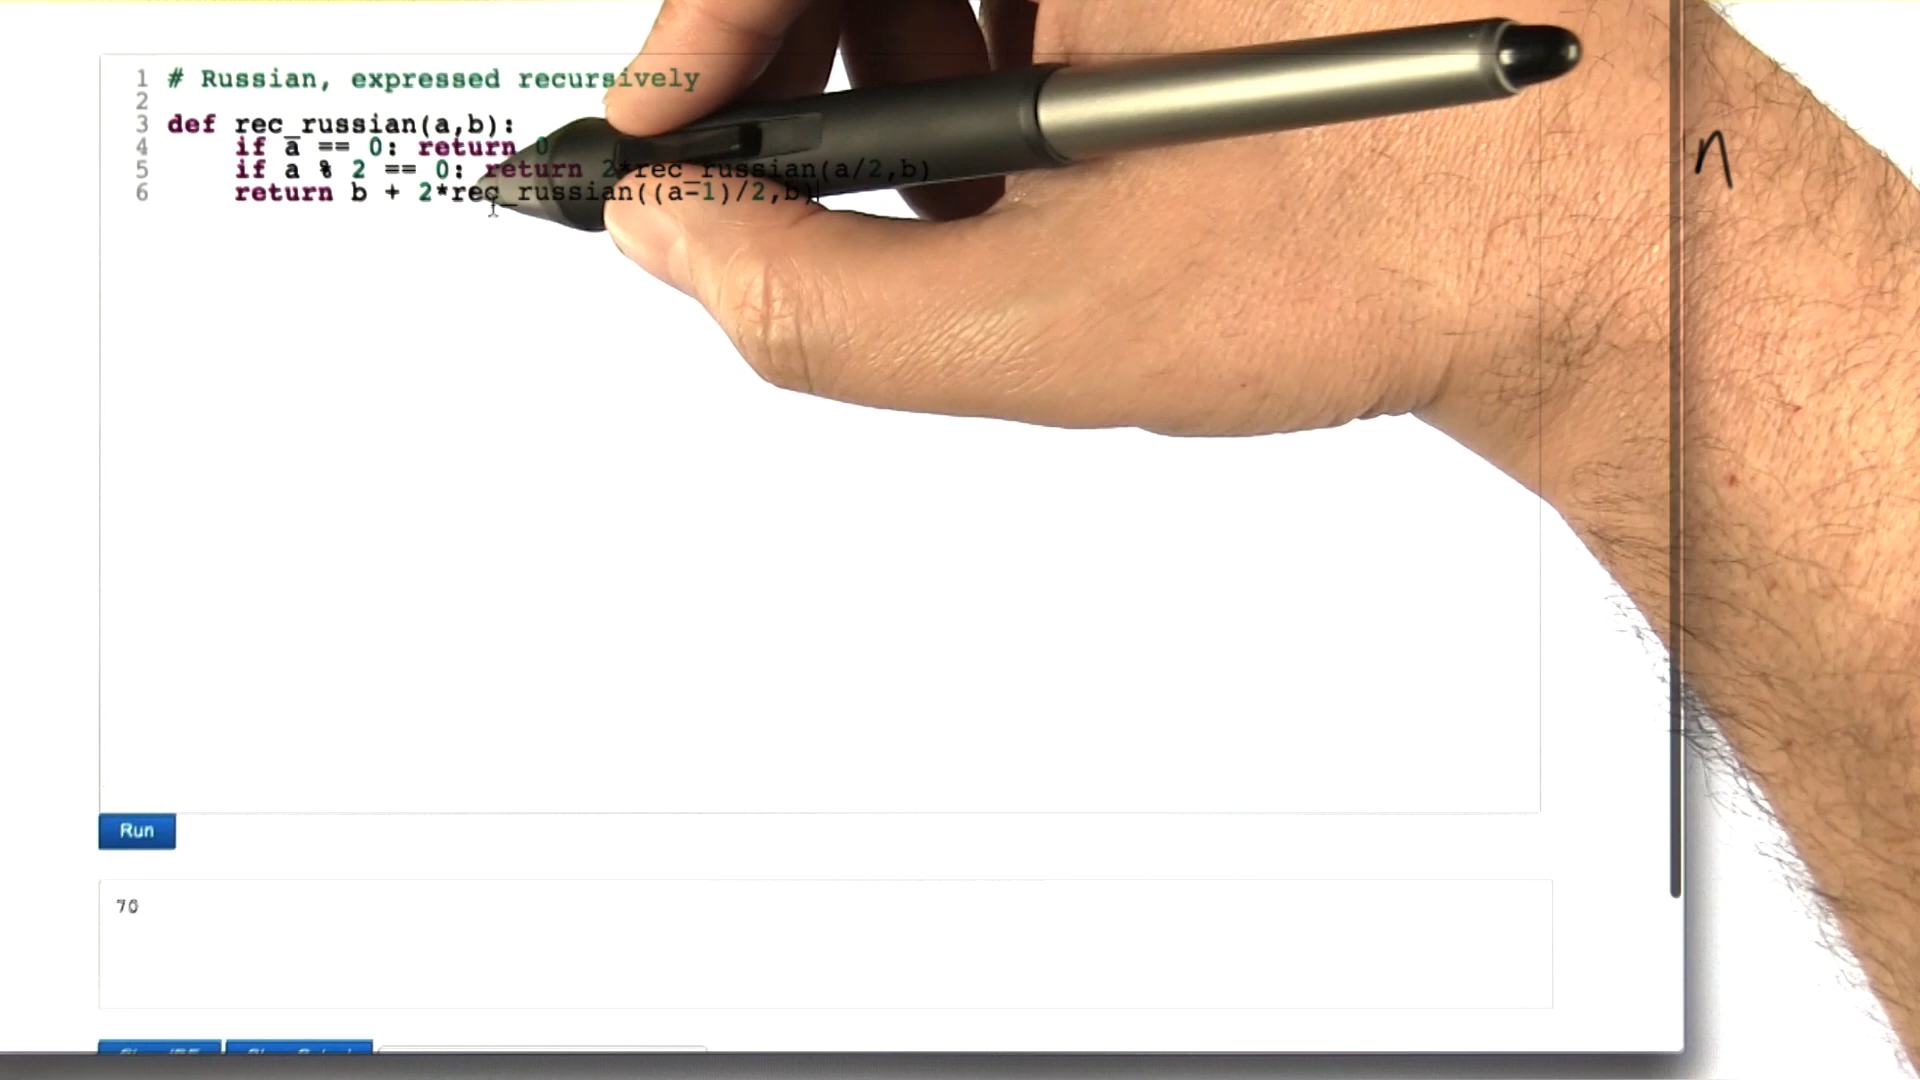 1 # Russian, expressed recursively
2
3 def rec_russian(a,b):
4 if a == 0: return 0
5 if a % 2 == 0: return 2*rec_russian(a/2,b)
6 return b + 2*rec_russian((a-1)/2,b)
n
Run
70